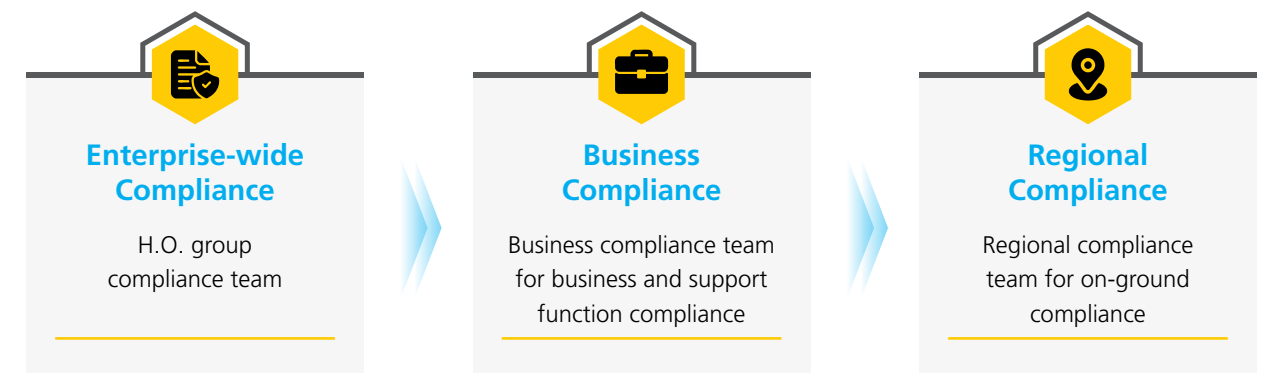 Enterprise-wide
Compliance
H.O. group
compliance team
Business
Compliance
Business compliance team
for business and support
function compliance
Regional
Compliance
Regional compliance
team for on-ground
compliance